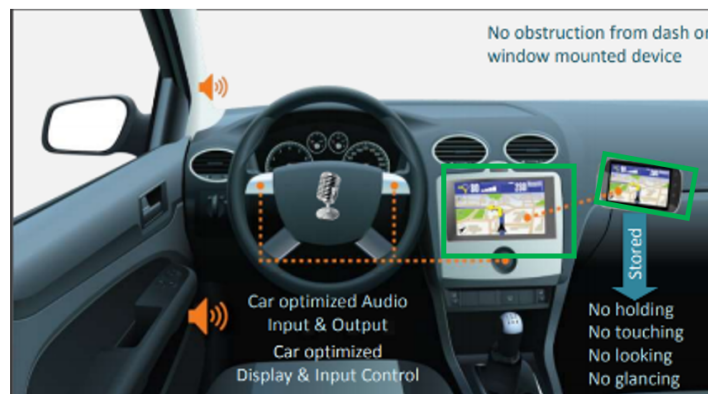 No obstruction from dash or
window mounted device
Stored
Car optimized Audio
Input & Output
Car optimized
Display & Input Control
No holding
No touching
No looking
No glancing